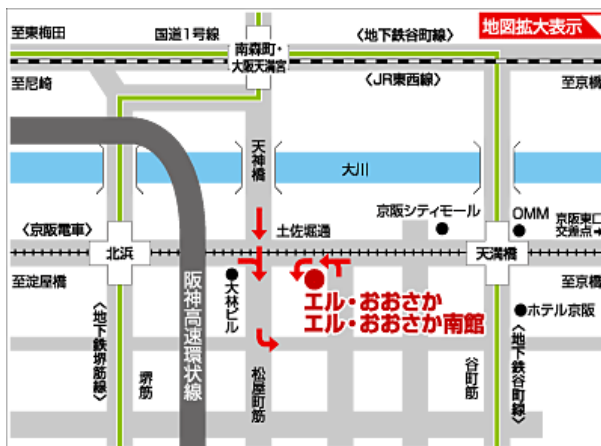 地図拡大表示
至東梅田
国道1号線
南森町・
大阪天満宮
〈地下鉄谷町線〉
〈JR東西線〉
至尼崎
至京橋
天神橋
大川
京阪シティモール
OMM
京阪東口
交差点→
〈京阪電車〉
北浜
土佐堀通
天満橋
至淀屋橋
大林ビル
エル・おおさか
エル・おおさか南館
至京橋
ホテル京阪
阪神高速環状線
〈地下鉄堺筋線〉
堺筋
松屋町筋
谷町筋
〈地下鉄谷町線〉